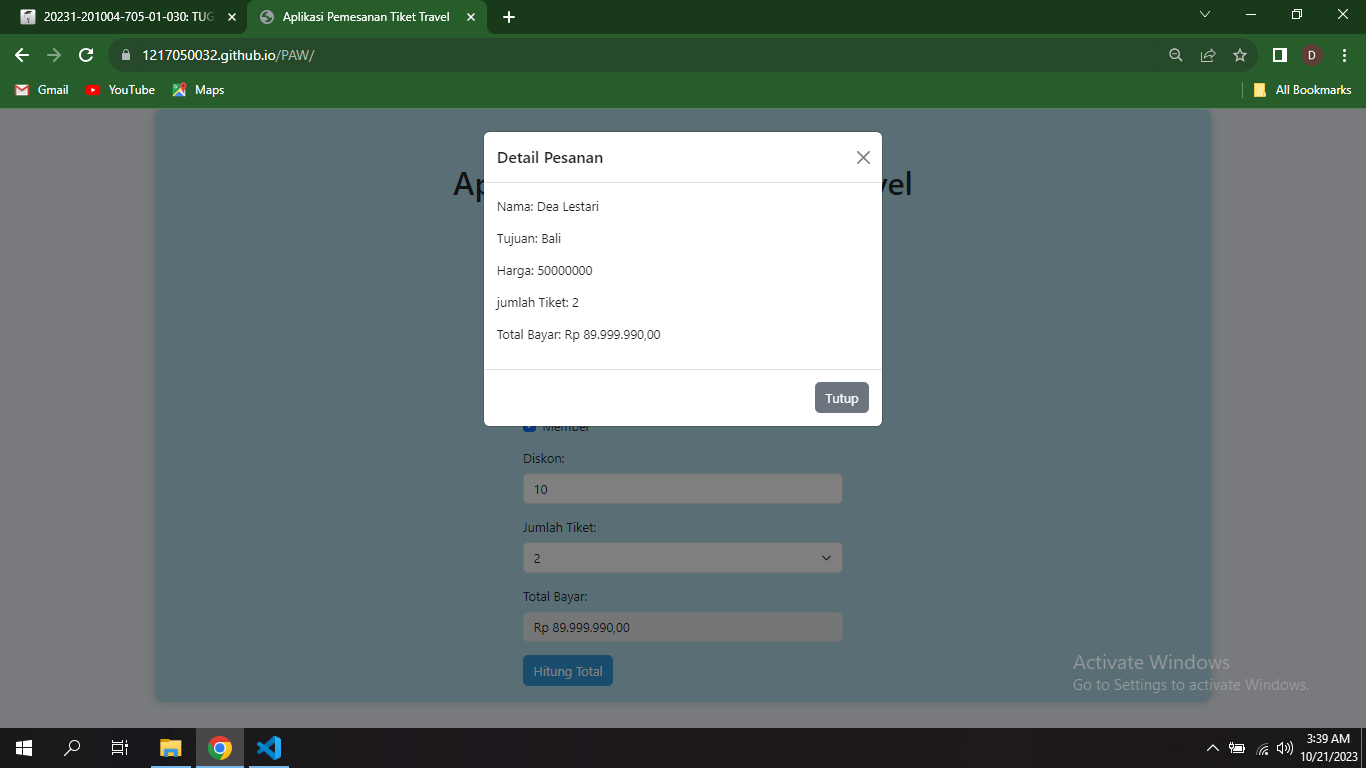 20231-201004-705-01-030: TUG
Aplikasi Pemesanan Tiket Travel
1217050032.github.io/PAW/
D
Gmail
YouTube
Maps
All Bookmarks
Detail Pesanan
Nama: Dea Lestari
Tujuan: Bali
Harga: 50000000
jumlah Tiket: 2
Total Bayar: Rp 89.999.990,00
Tutup
Member
Diskon:
10
Jumlah Tiket:
2
Total Bayar:
Rp 89.999.990,00
Hitung Total
Activate Windows
Go to Settings to activate Windows.
3:39 AM
10/21/2023